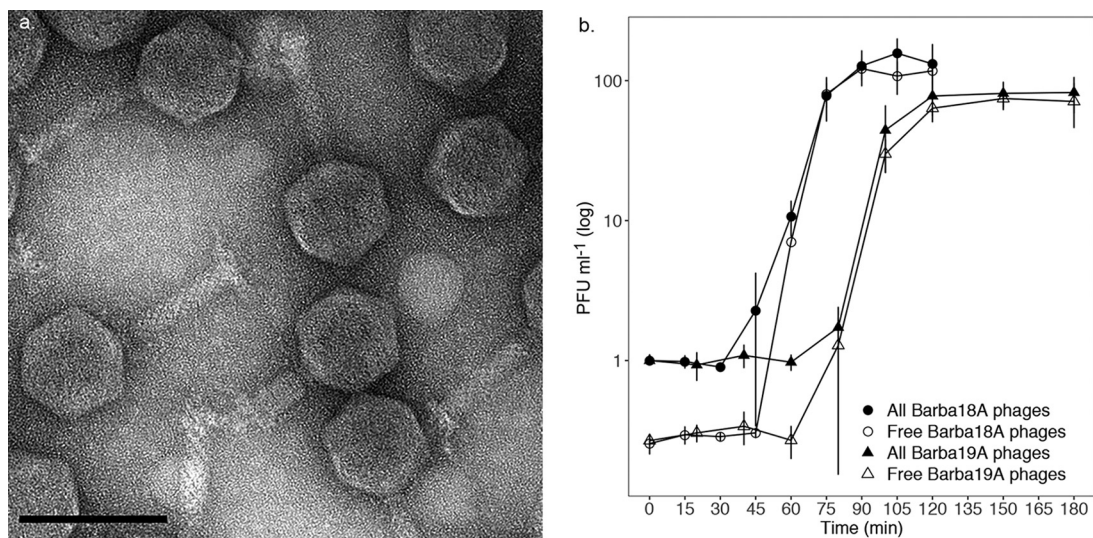 a.
b.
PFU ml-1 (log)
100
10
1
All Barba18A phages
Free Barba18A phages
All Barba19A phages
Free Barba19A phages
0 15 30 45 60 75 90 105 120 135 150 165 180
Time (min)